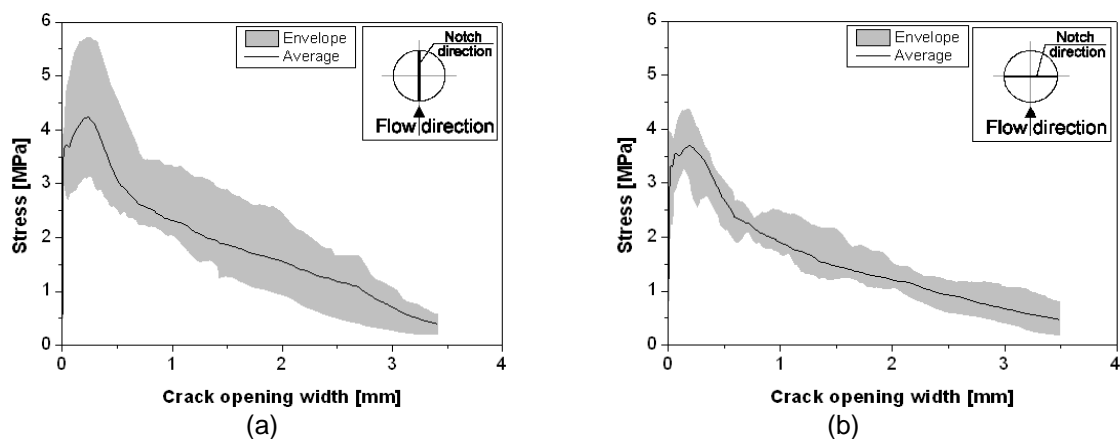 6
5
4
3
2
1
0
Stress [MPa]
Envelope
Average
Notch
direction
Flow direction
0 1 2 3 4
Crack opening width [mm]
(a)
6
5
4
3
2
1
0
Stress [MPa]
Envelope
Average
Notch
direction
Flow direction
0 1 2 3 4
Crack opening width [mm]
(b)